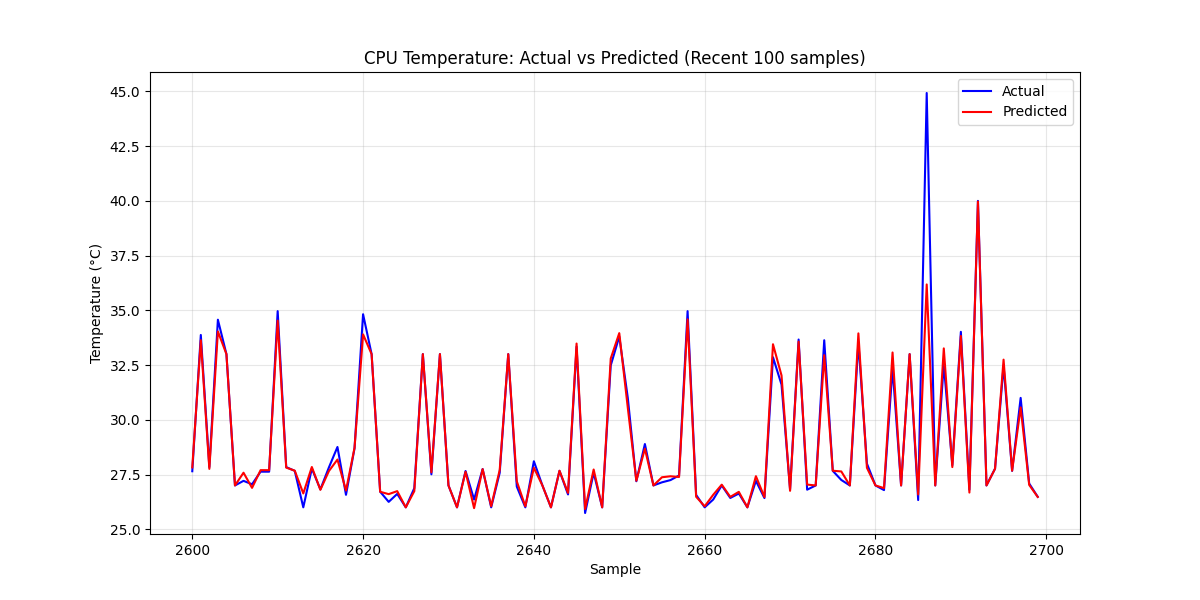 CPU Temperature: Actual vs Predicted (Recent 100 samples)
Actual
Predicted
45.0
42.5
40.0
37.5
35.0
32.5
30.0
27.5
25.0
Temperature (°C)
2600 2620 2640 2660 2680 2700
Sample